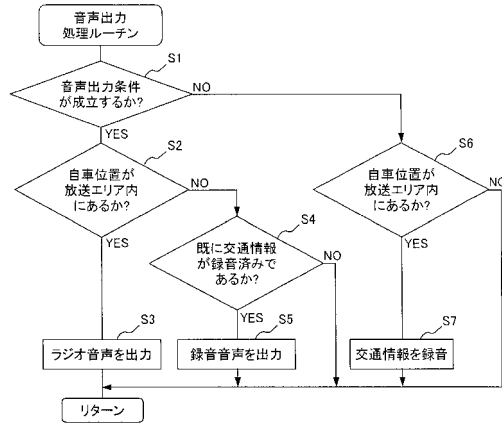 音声出力
処理ルーチン
S1
音声出力条件
が成立するか?
NO
YES
S2
自車位置が
放送エリア内
にあるか?
NO
YES
S6
自車位置が
放送エリア内
にあるか?
NO
YES
S4
既に交通情報
が録音済みで
あるか?
NO
YES
S3
ラジオ音声を出力
S5
録音音声を出力
S7
交通情報を録音
リターン